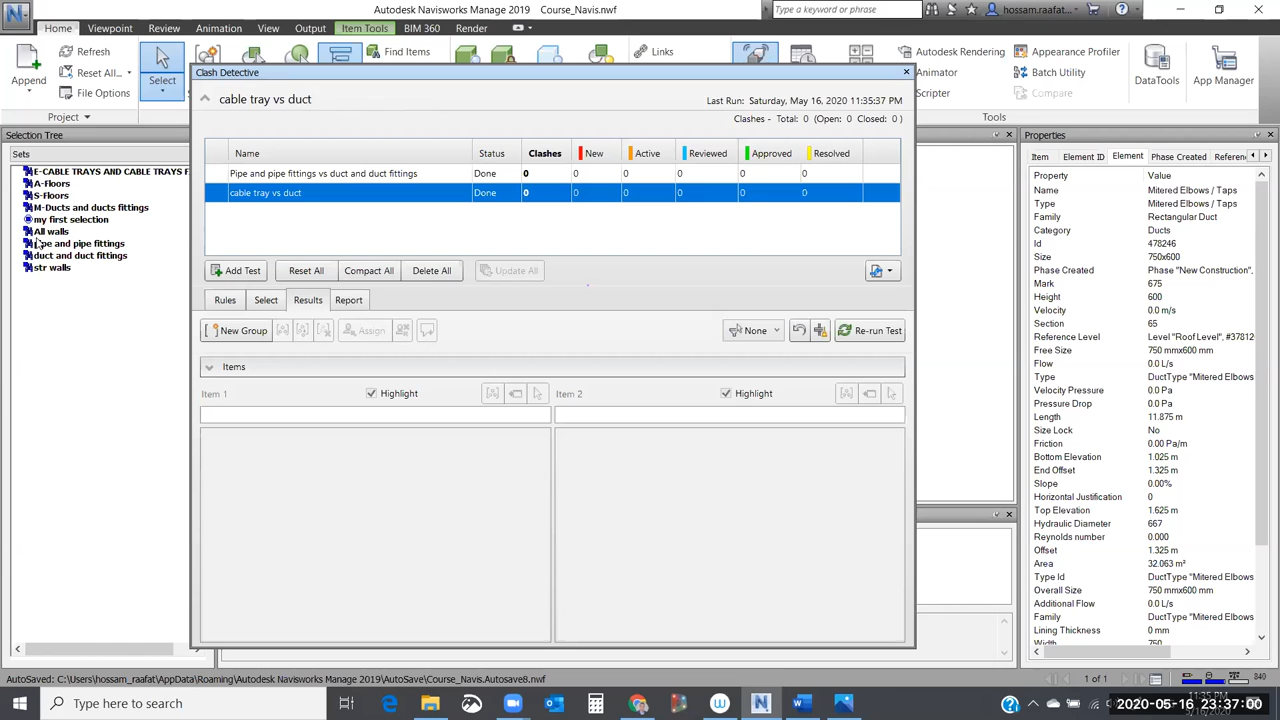 Autodesk Navisworks Manage 2019 Course_Navis.nwf
Type a keyword or phrase
hossam.raafat...
Home Viewpoint Review Animation View Output Item Tools BIM 360 Render
Append
Refresh
Reset All...
File Options
Project
Select
Find Items
Links
Autodesk Rendering
Animator
Scripter
Appearance Profiler
Batch Utility
Compare
DataTools
App Manager
Tools
Clash Detective
cable tray vs duct
Last Run: Saturday, May 16, 2020 11:35:37 PM
Clashes - Total: 0 (Open: 0 Closed: 0 )
Name Status Clashes New Active Reviewed Approved Resolved
Pipe and pipe fittings vs duct and duct fittings Done 0 0 0 0 0 0
cable tray vs duct Done 0 0 0 0 0 0
Add Test Reset All Compact All Delete All Update All
Rules Select Results Report
New Group Assign None Re-run Test
Items
Item 1 Highlight Item 2 Highlight
Selection Tree
Sets
E-CABLE TRAYS AND CABLE TRAYS F
A-Floors
S-Floors
M-Ducts and ducts fittings
my first selection
All walls
pipe and pipe fittings
duct and duct fittings
str walls
Properties
Item Element ID Element Phase Created Referen
Property Value
Name Mitered Elbows / Taps
Type Mitered Elbows / Taps
Family Rectangular Duct
Category Ducts
Id 478246
Size 750x600
Phase Created Phase "New Construction",
Mark 675
Height 600
Velocity 0.0 m/s
Section 65
Reference Level Level "Roof Level", #37812
Free Size 750 mmx600 mm
Flow 0.0 L/s
Type DuctType "Mitered Elbows
Velocity Pressure 0.0 Pa
Pressure Drop 0.0 Pa
Length 11.875 m
Size Lock No
Friction 0.00 Pa/m
Bottom Elevation 1.025 m
End Offset 1.325 m
Slope 0.00%
Horizontal Justification 0
Top Elevation 1.625 m
Hydraulic Diameter 667
Reynolds number 0.000
Offset 1.325 m
Area 32.063 m²
Type Id DuctType "Mitered Elbows
Overall Size 750 mmx600 mm
Additional Flow 0.0 L/s
Family DuctType "Mitered Elbows
Lining Thickness 0 mm
Width 750
AutoSaved: C:\Users\hossam_raafat\AppData\Roaming\Autodesk Navisworks Manage 2019\AutoSave\Course_Navis.Autosave8.nwf
1 of 1
840
Type here to search
11:35 PM
2020-05-16 23:37:00
5/16/2020